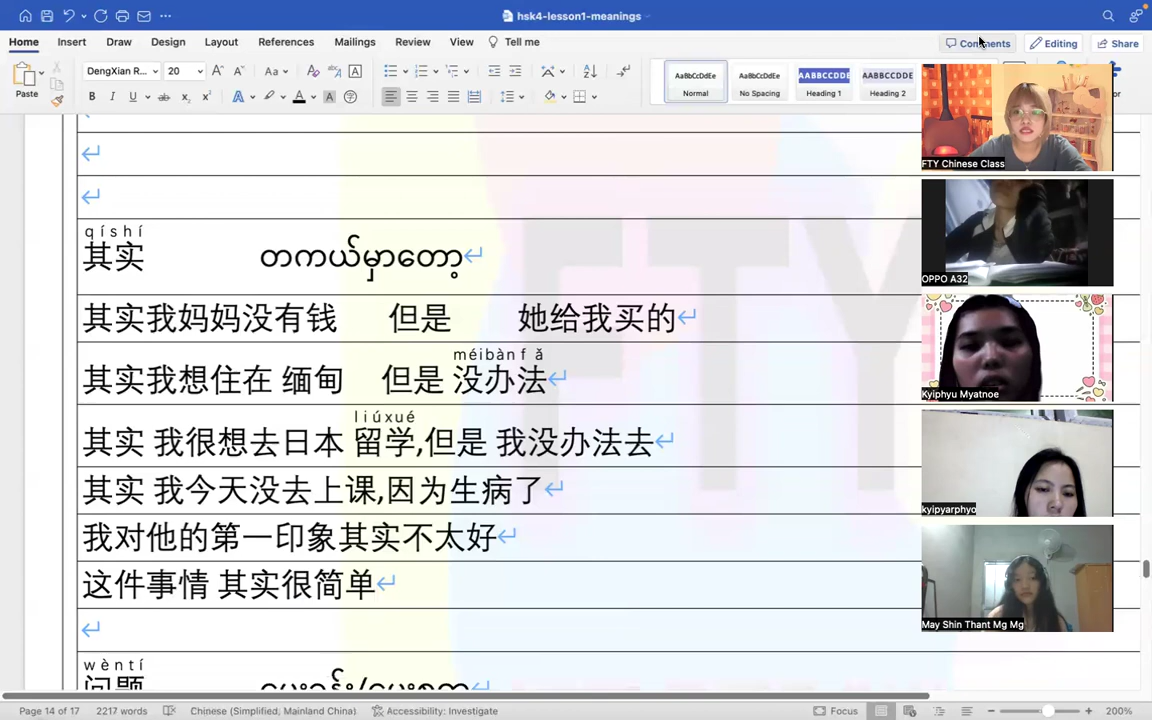 hsk4-lesson1-meanings
Home Insert Draw Design Layout References Mailings Review View Tell me Comments Editing Share
Paste
DengXian R... 20
AaBbCcDdEe Normal
AaBbCcDdEe No Spacing
AABBCCDD Heading 1
AABBCCDDEE Heading 2
FTY Chinese Class
OPPO A32
Kyiphyu Myatnoe
kyipyarphyo
May Shin Thant Mg Mg
FTY
qíshí
其实 တကယ်မှာတော့
其实我妈妈没有钱 但是 她给我买的
méibànfǎ
其实我想住在 缅甸 但是 没办法
liúxué
其实 我很想去日本 留学,但是 我没办法去
其实 我今天没去上课,因为生病了
我对他的第一印象其实不太好
这件事情 其实很简单
wèntí
问题
Page 14 of 17 2217 words Chinese (Simplified, Mainland China) Accessibility: Investigate Focus 200%